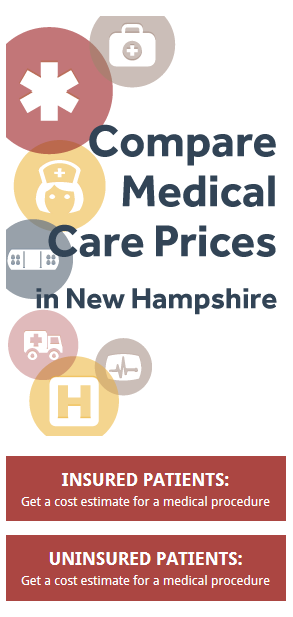 Compare
Medical
Care Prices
in New Hampshire
H
INSURED PATIENTS:
Get a cost estimate for a medical procedure
UNINSURED PATIENTS:
Get a cost estimate for a medical procedure